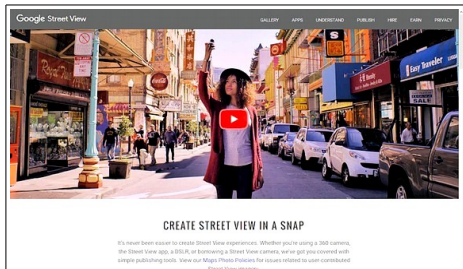 Google Street View
GALLERY APPS UNDERSTAND PUBLISH HIRE EARN PRIVACY
Easy Traveler
SALE
CREATE STREET VIEW IN A SNAP
It's never been easier to create Street View experiences. Whether you're using a 360 camera,
the Street View app, a DSLR, or borrowing a Street View camera, we've got you covered with
simple publishing tools. View our Maps Photo Policies for issues related to user-contributed